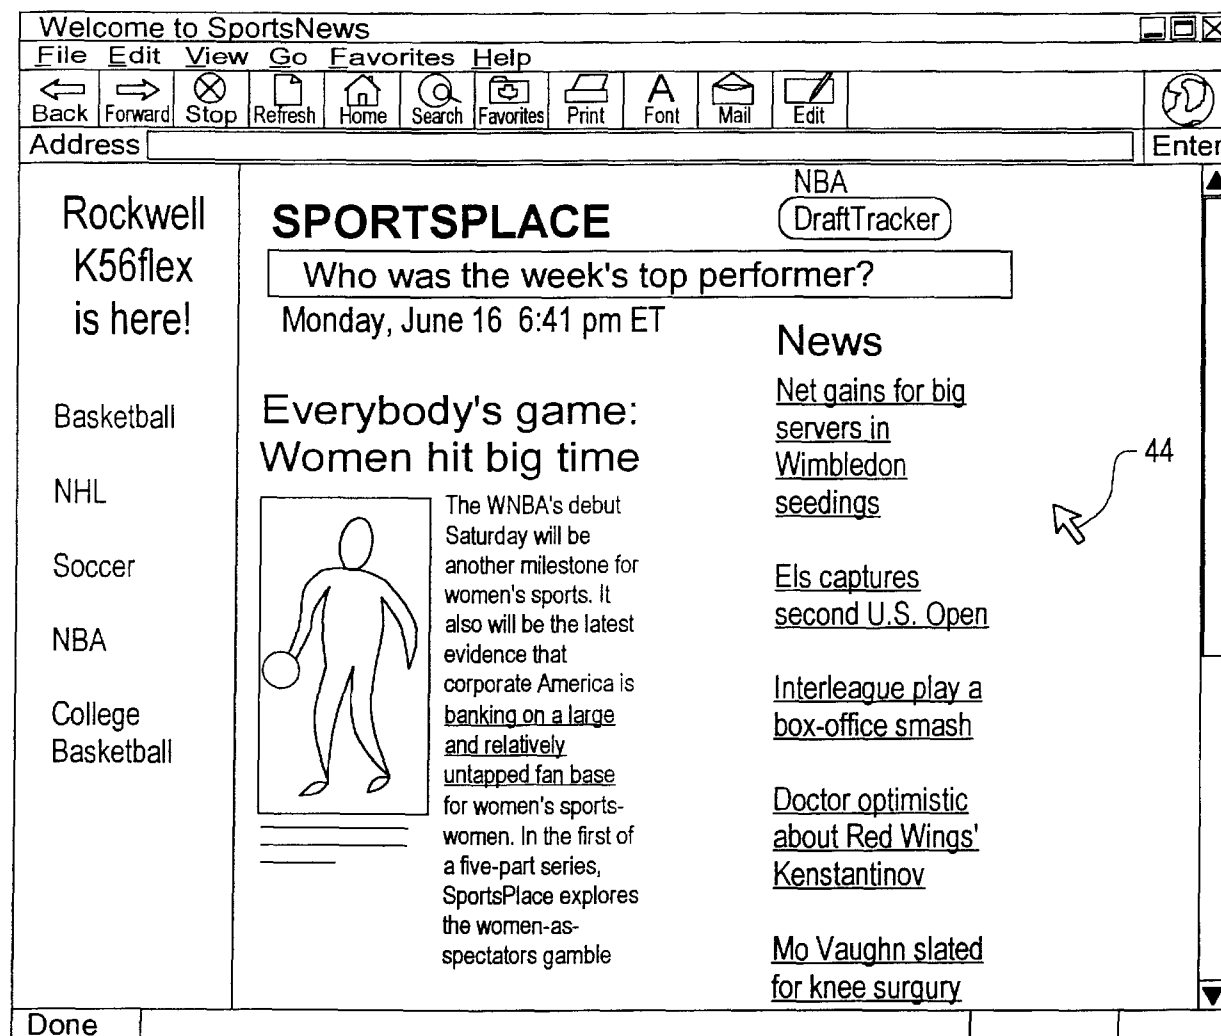 Welcome to SportsNews
File Edit View Go Favorites Help
Back Forward Stop Refresh Home Search Favorites Print Font Mail Edit
Address Enter
Rockwell
K56flex
is here!
Basketball
NHL
Soccer
NBA
College
Basketball
SPORTSPLACE
NBA
DraftTracker
Who was the week's top performer?
Monday, June 16 6:41 pm ET
Everybody's game:
Women hit big time
The WNBA's debut
Saturday will be
another milestone for
women's sports. It
also will be the latest
evidence that
corporate America is
banking on a large
and relatively
untapped fan base
for women's sports-
women. In the first of
a five-part series,
SportsPlace explores
the women-as-
spectators gamble
News
Net gains for big
servers in
Wimbledon
seedings
Els captures
second U.S. Open
Interleague play a
box-office smash
Doctor optimistic
about Red Wings'
Kenstantinov
Mo Vaughn slated
for knee surgury
44
Done